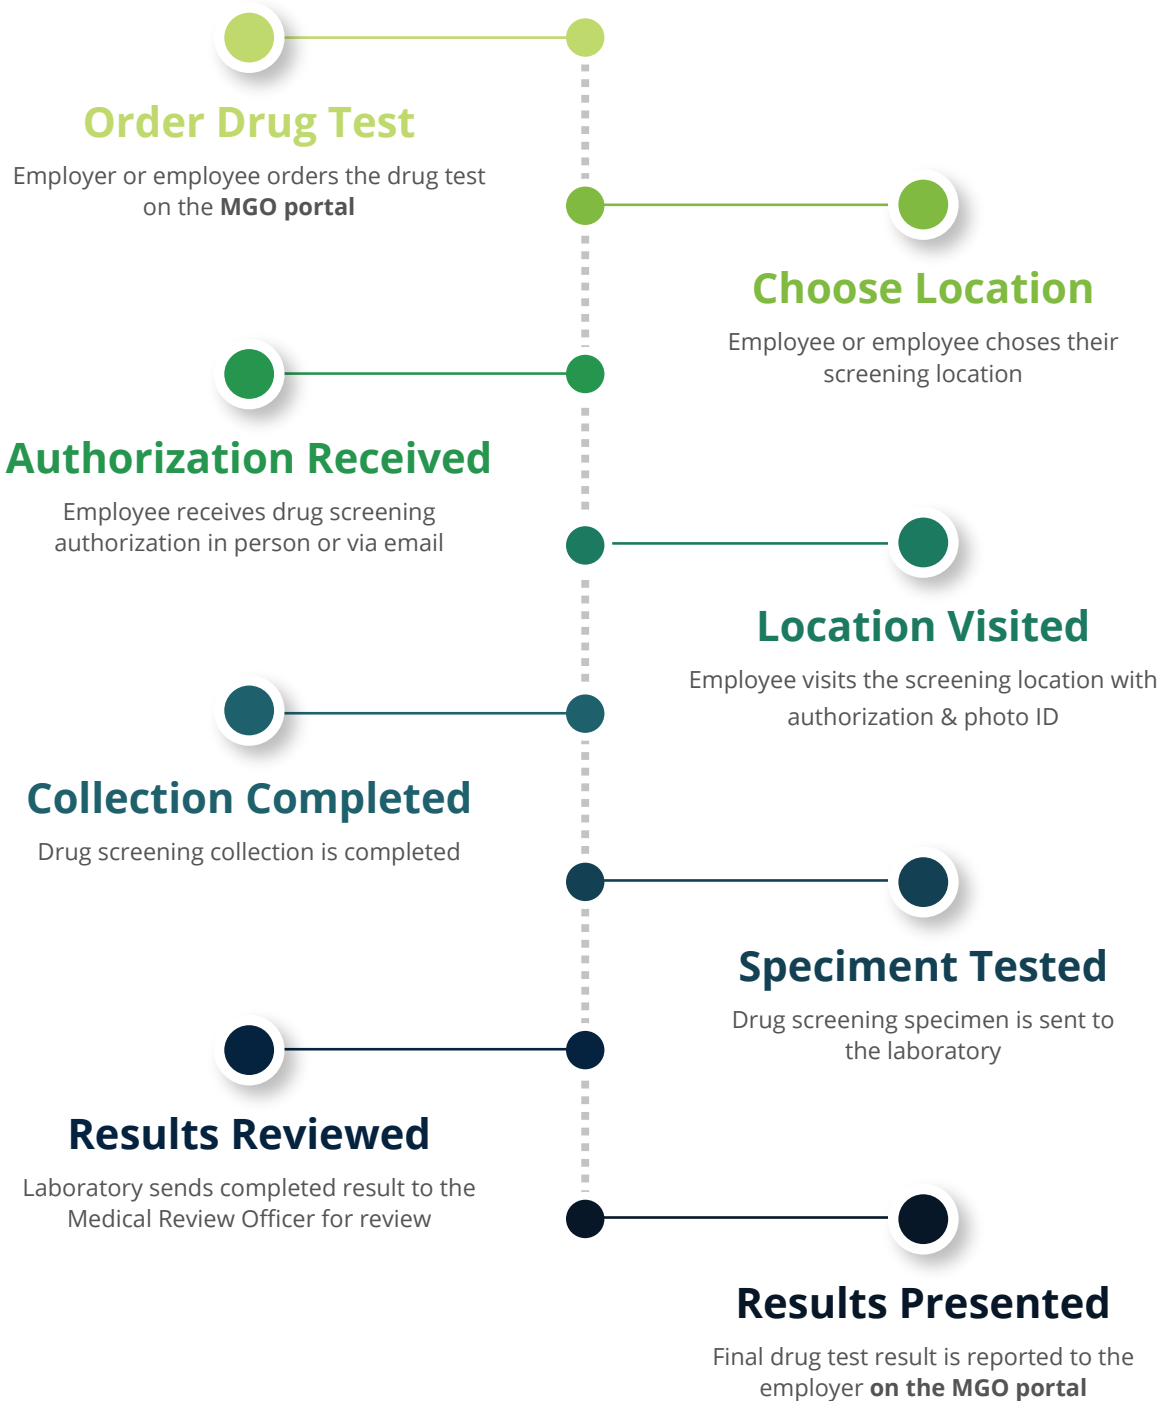 Order Drug Test
Employer or employee orders the drug test
on the MGO portal
Choose Location
Employee or employee choses their
screening location
Authorization Received
Employee receives drug screening
authorization in person or via email
Location Visited
Employee visits the screening location with
authorization & photo ID
Collection Completed
Drug screening collection is completed
Speciment Tested
Drug screening specimen is sent to
the laboratory
Results Reviewed
Laboratory sends completed result to the
Medical Review Officer for review
Results Presented
Final drug test result is reported to the
employer on the MGO portal